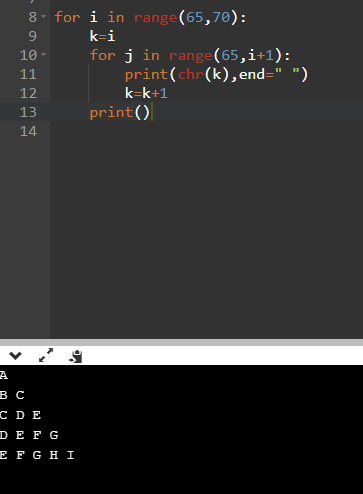 8 for i in range(65,70):
9 k=i
10 for j in range(65,i+1):
11 print(chr(k),end=" ")
12 k=k+1
13 print()
14
A
B C
C D E
D E F G
E F G H I